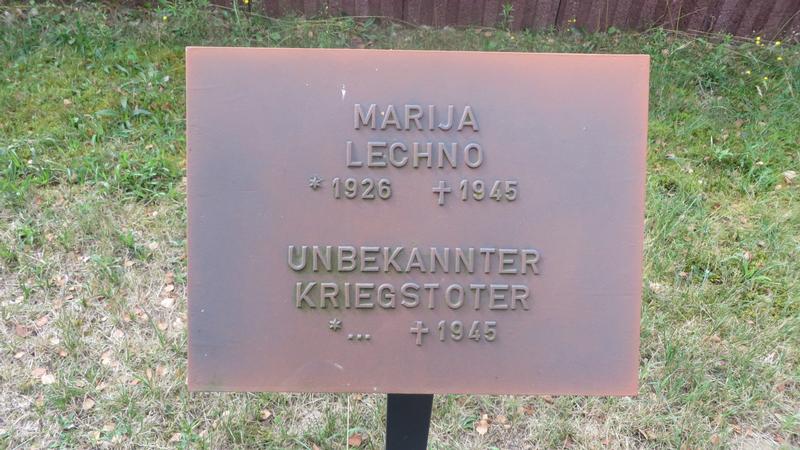 MARIJA
LECHNO
* 1926 † 1945
UNBEKANNTER
KRIEGSTOTER
* ... † 1945